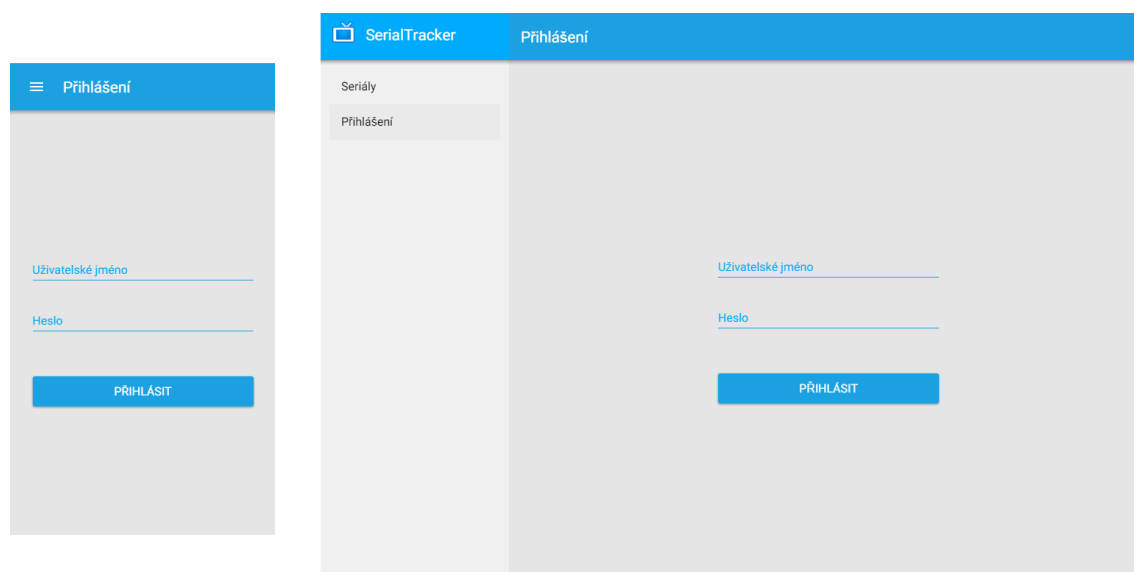 Přihlášení
Uživatelské jméno
Heslo
PŘIHLÁSIT
SerialTracker
Přihlášení
Seriály
Přihlášení
Uživatelské jméno
Heslo
PŘIHLÁSIT